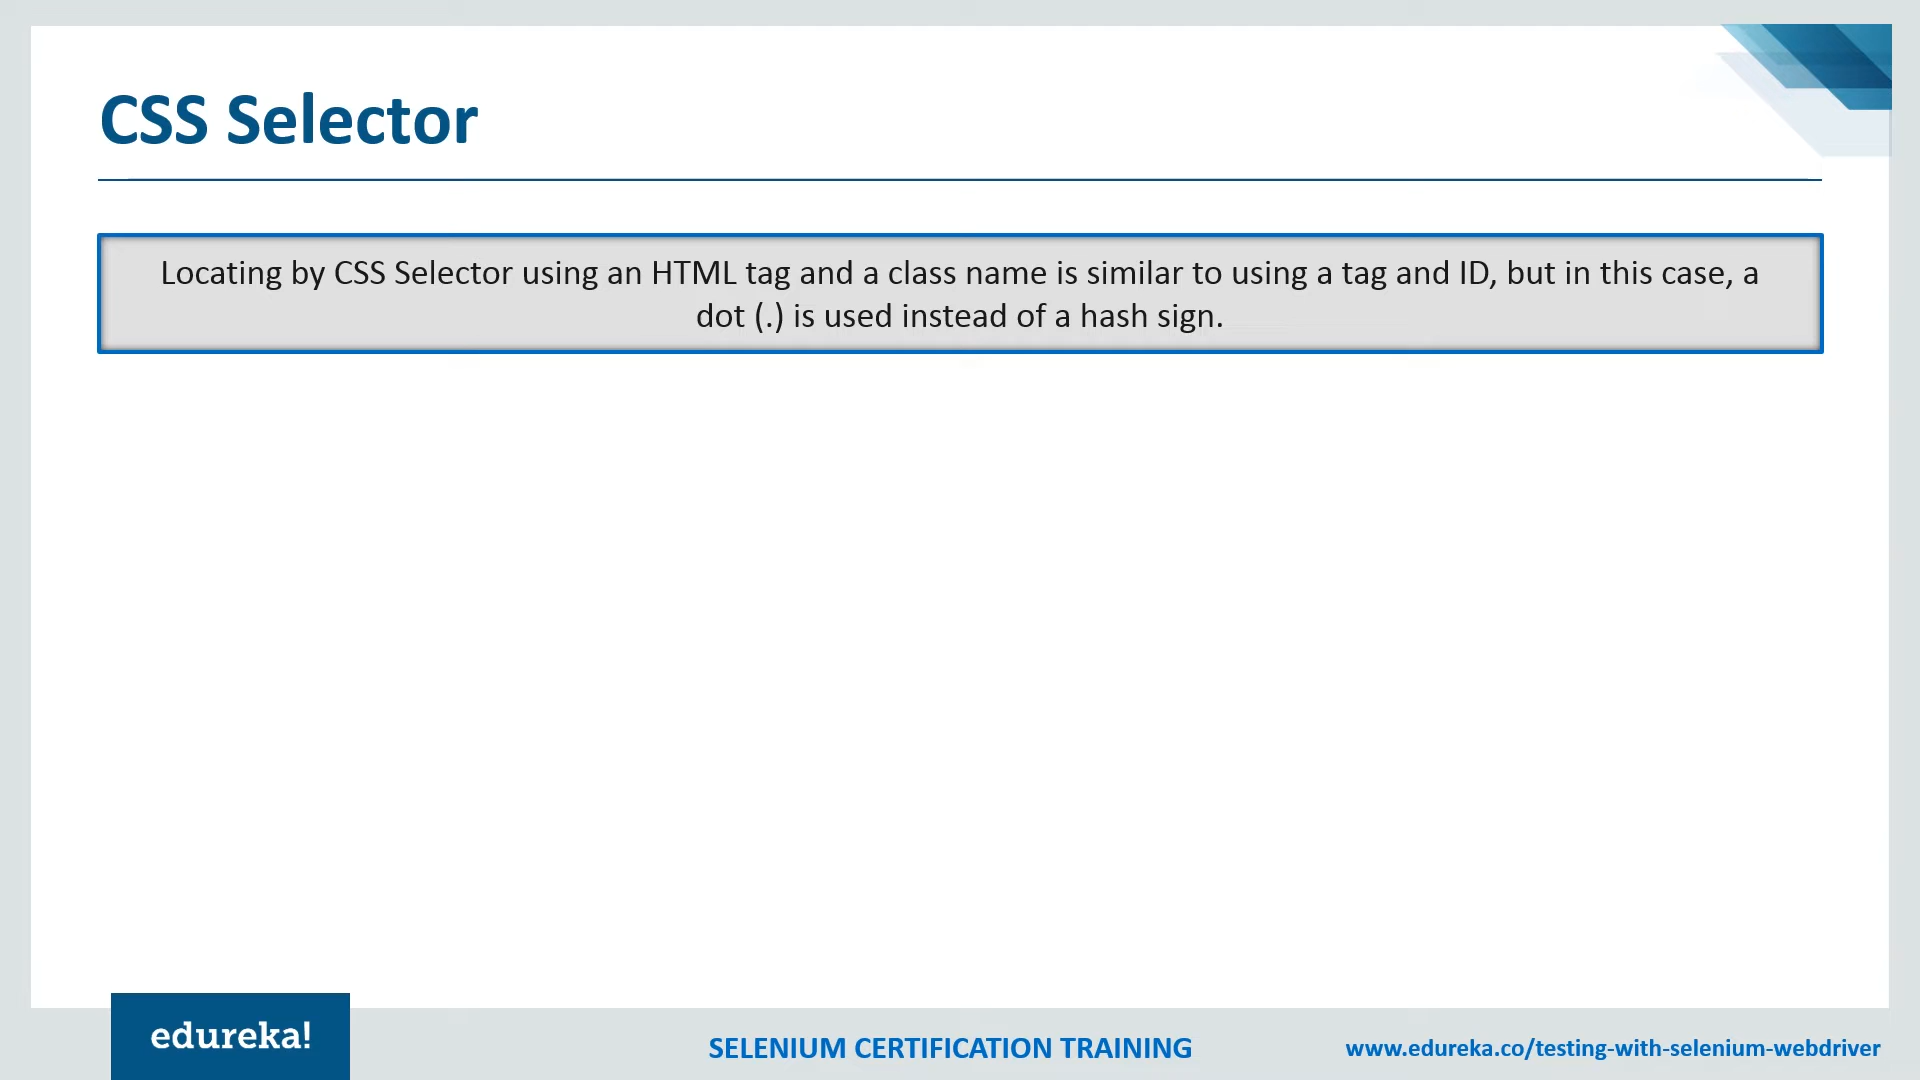 CSS Selector
Locating by CSS Selector using an HTML tag and a class name is similar to using a tag and ID, but in this case, a
dot (.) is used instead of a hash sign.
edureka!
SELENIUM CERTIFICATION TRAINING
www.edureka.co/testing-with-selenium-webdriver